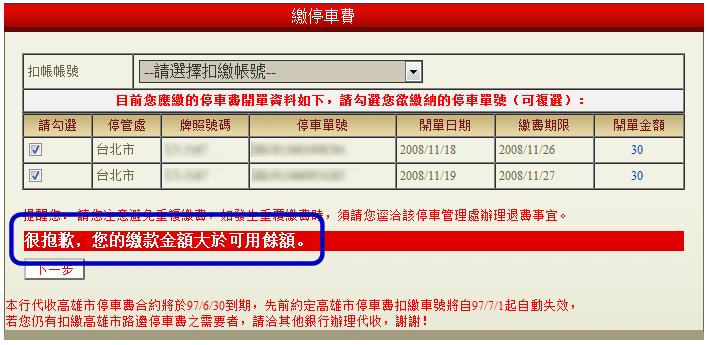 繳停車費
扣帳帳號 --請選擇扣繳帳號--
目前您應繳的停車費開單資料如下，請勾選您欲繳納的停車單號（可複選）：
請勾選 停管處 牌照號碼 停車單號 開單日期 繳費期限 開單金額
台北市 2008/11/18 2008/11/26 30
台北市 2008/11/19 2008/11/27 30
提醒您：請您注意避免重複繳費，如發生重覆繳費時，須請您逕洽該停車管理處辦理退費事宜。
很抱歉，您的繳款金額大於可用餘額。
下一步
本行代收高雄市停車費合約將於97/6/30到期，先前約定高雄市停車費扣繳車號將自97/7/1起自動失效，
若您仍有扣繳高雄市路邊停車費之需要者，請洽其他銀行辦理代收，謝謝！